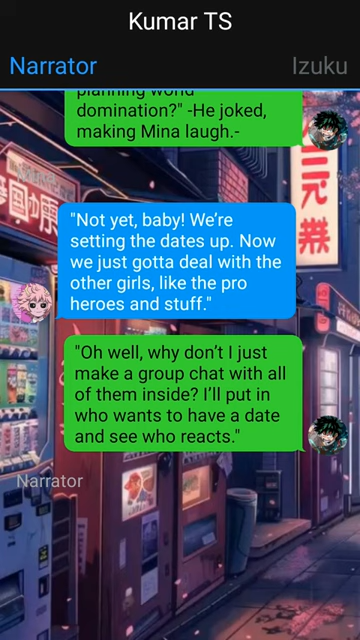 Kumar TS
Narrator
Izuku
planning world
domination?" -He joked,
making Mina laugh.-
"Not yet, baby! We’re
setting the dates up. Now
we just gotta deal with the
other girls, like the pro
heroes and stuff."
"Oh well, why don’t I just
make a group chat with all
of them inside? I’ll put in
who wants to have a date
and see who reacts."
Narrator